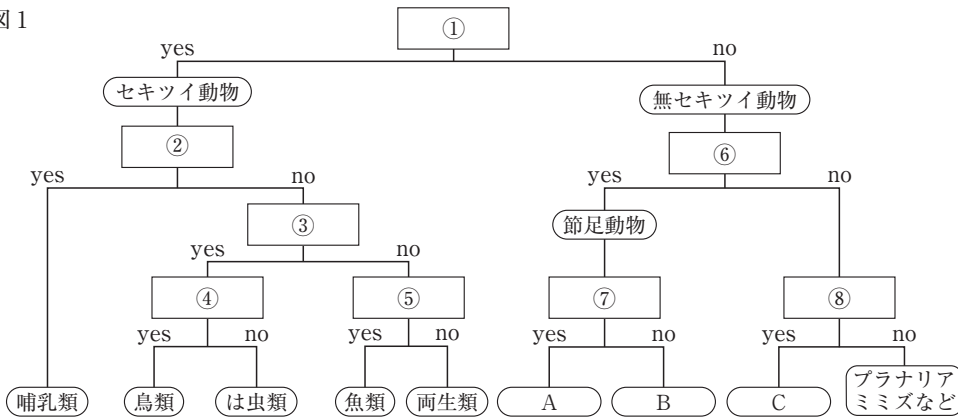 図1
①
yes
no
セキツイ動物
無セキツイ動物
②
⑥
yes
no
yes
no
③
節足動物
yes
no
④
⑤
⑦
⑧
yes
no
yes
no
yes
no
yes
no
哺乳類
鳥類
は虫類
魚類
両生類
A
B
C
プラナリア
ミミズなど